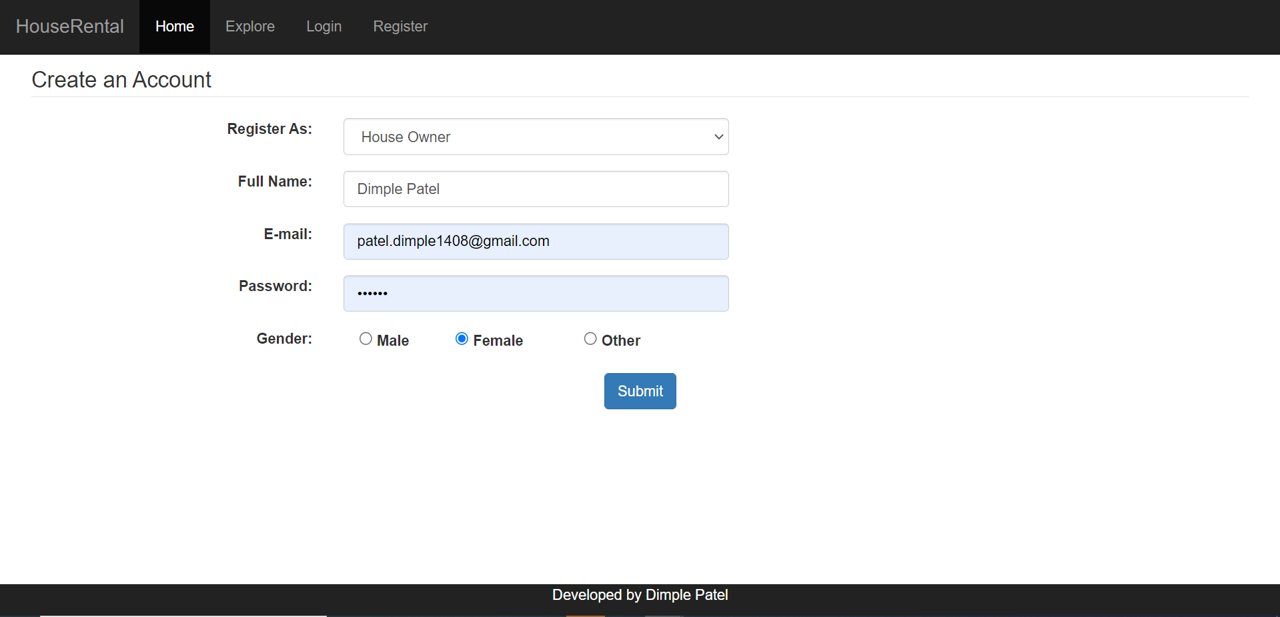 HouseRental Home Explore Login Register
Create an Account
Register As: House Owner
Full Name: Dimple Patel
E-mail: patel.dimple1408@gmail.com
Password: ••••••
Gender: Male Female Other
Submit
Developed by Dimple Patel